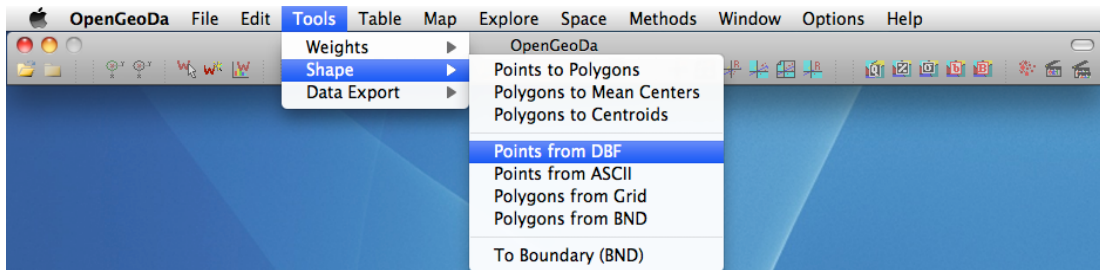 OpenGeoDa File Edit Tools Table Map Explore Space Methods Window Options Help
OpenGeoDa
Weights
Shape
Data Export
Points to Polygons
Polygons to Mean Centers
Polygons to Centroids
Points from DBF
Points from ASCII
Polygons from Grid
Polygons from BND
To Boundary (BND)